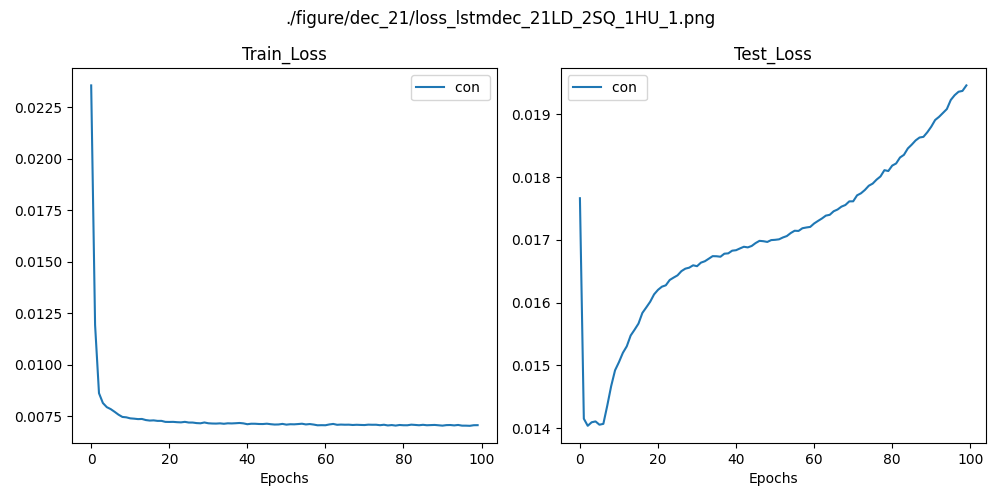 ./figure/dec_21/loss_lstmdec_21LD_2SQ_1HU_1.png
Train_Loss
con
0.0225
0.0200
0.0175
0.0150
0.0125
0.0100
0.0075
0 20 40 60 80 100
Epochs
Test_Loss
con
0.019
0.018
0.017
0.016
0.015
0.014
0 20 40 60 80 100
Epochs